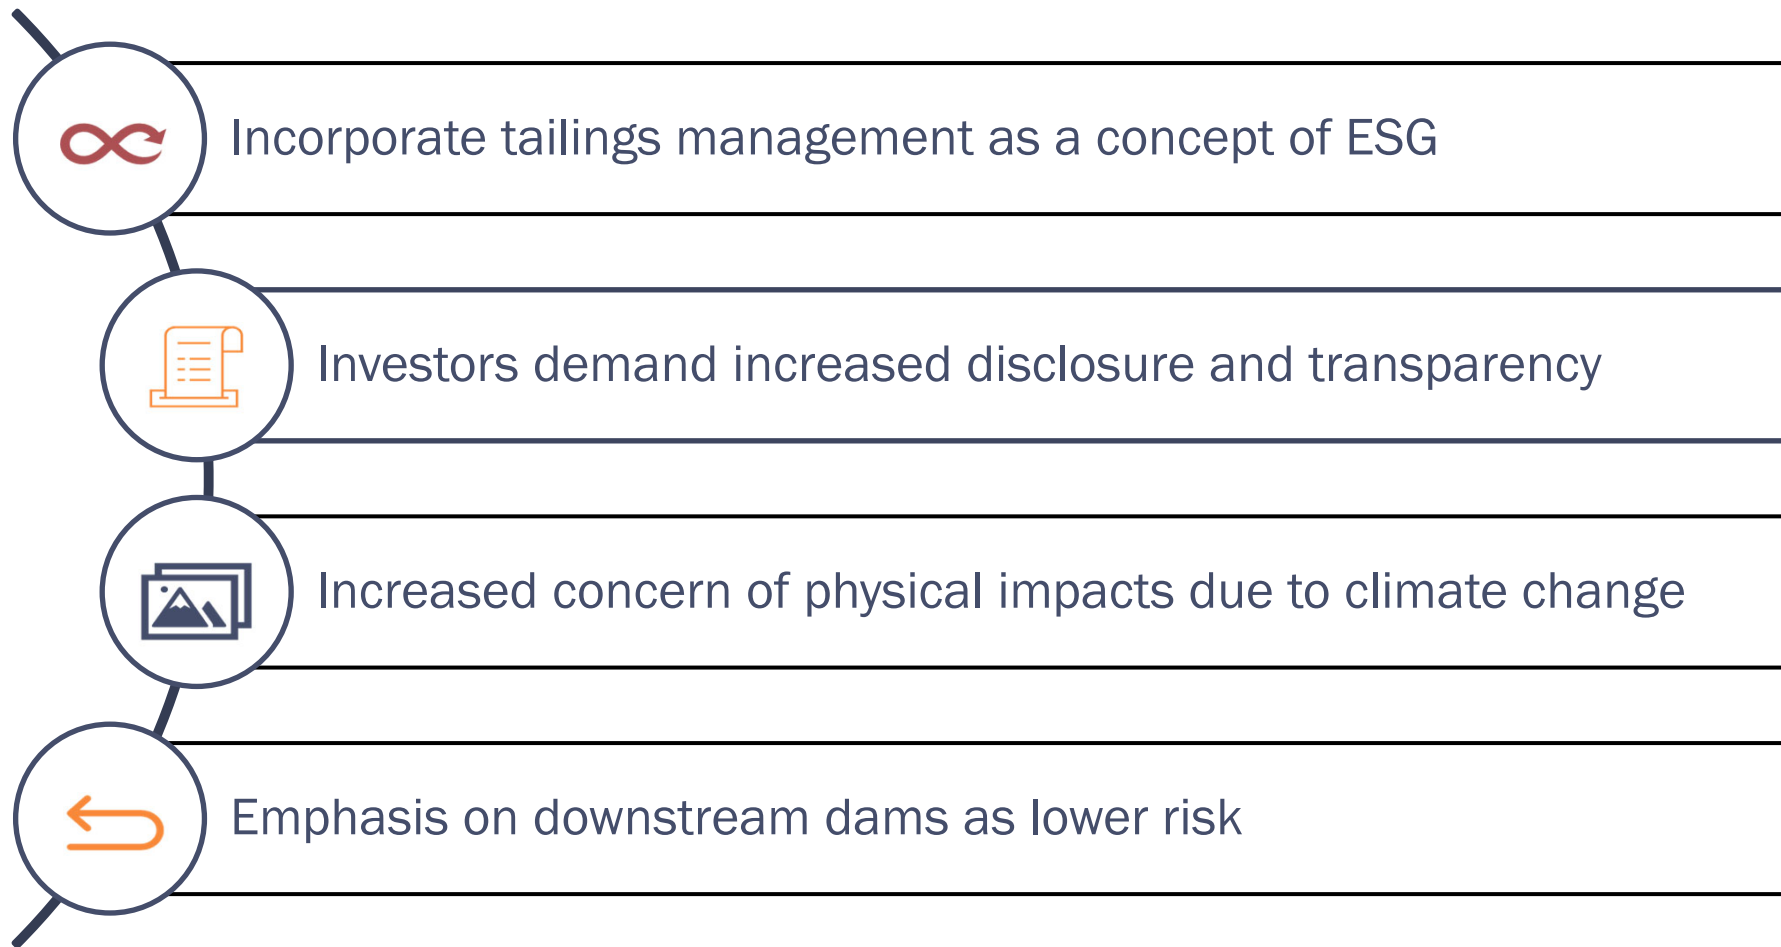 Incorporate tailings management as a concept of ESG
Investors demand increased disclosure and transparency
Increased concern of physical impacts due to climate change
Emphasis on downstream dams as lower risk